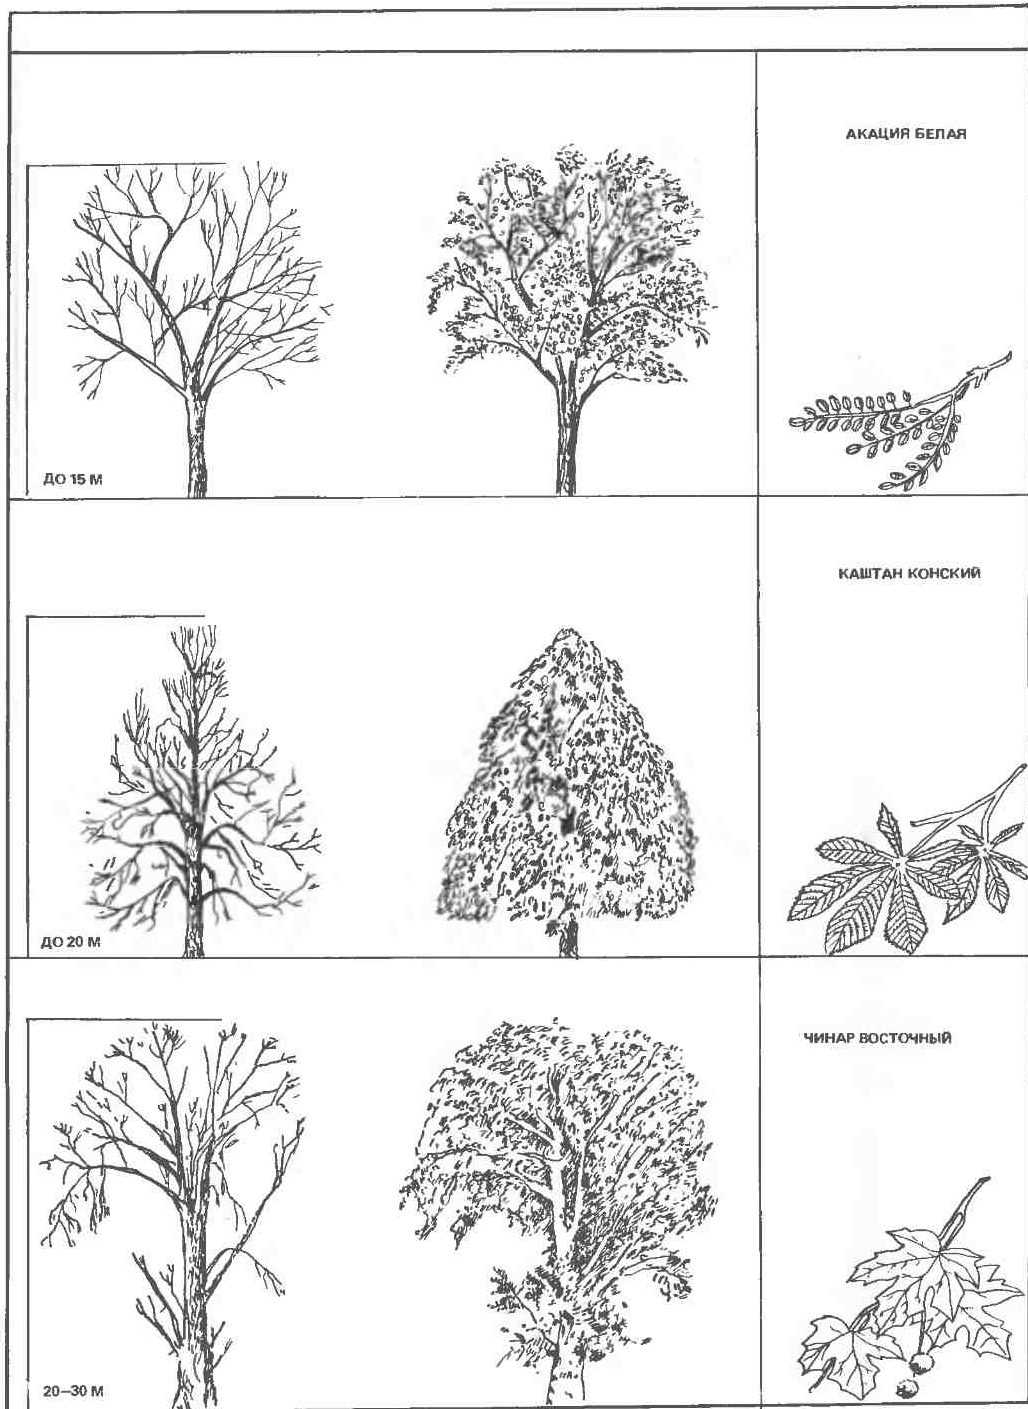 АКАЦИЯ БЕЛАЯ
ДО 15 М
КАШТАН КОНСКИЙ
ДО 20 М
ЧИНАР ВОСТОЧНЫЙ
20–30 М